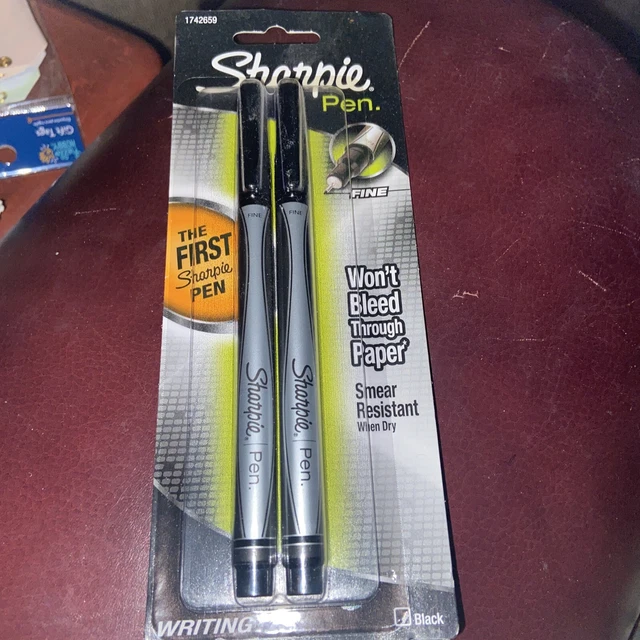 1742659
Sharpie®
Pen.
FINE
FINE
FINE
THE
FIRST
Sharpie
PEN
Won't
Bleed
Through
Paper*
Smear
Resistant
When Dry
Sharpie® | Pen.
Sharpie® | Pen.
WRITING
Black
Gift Tags